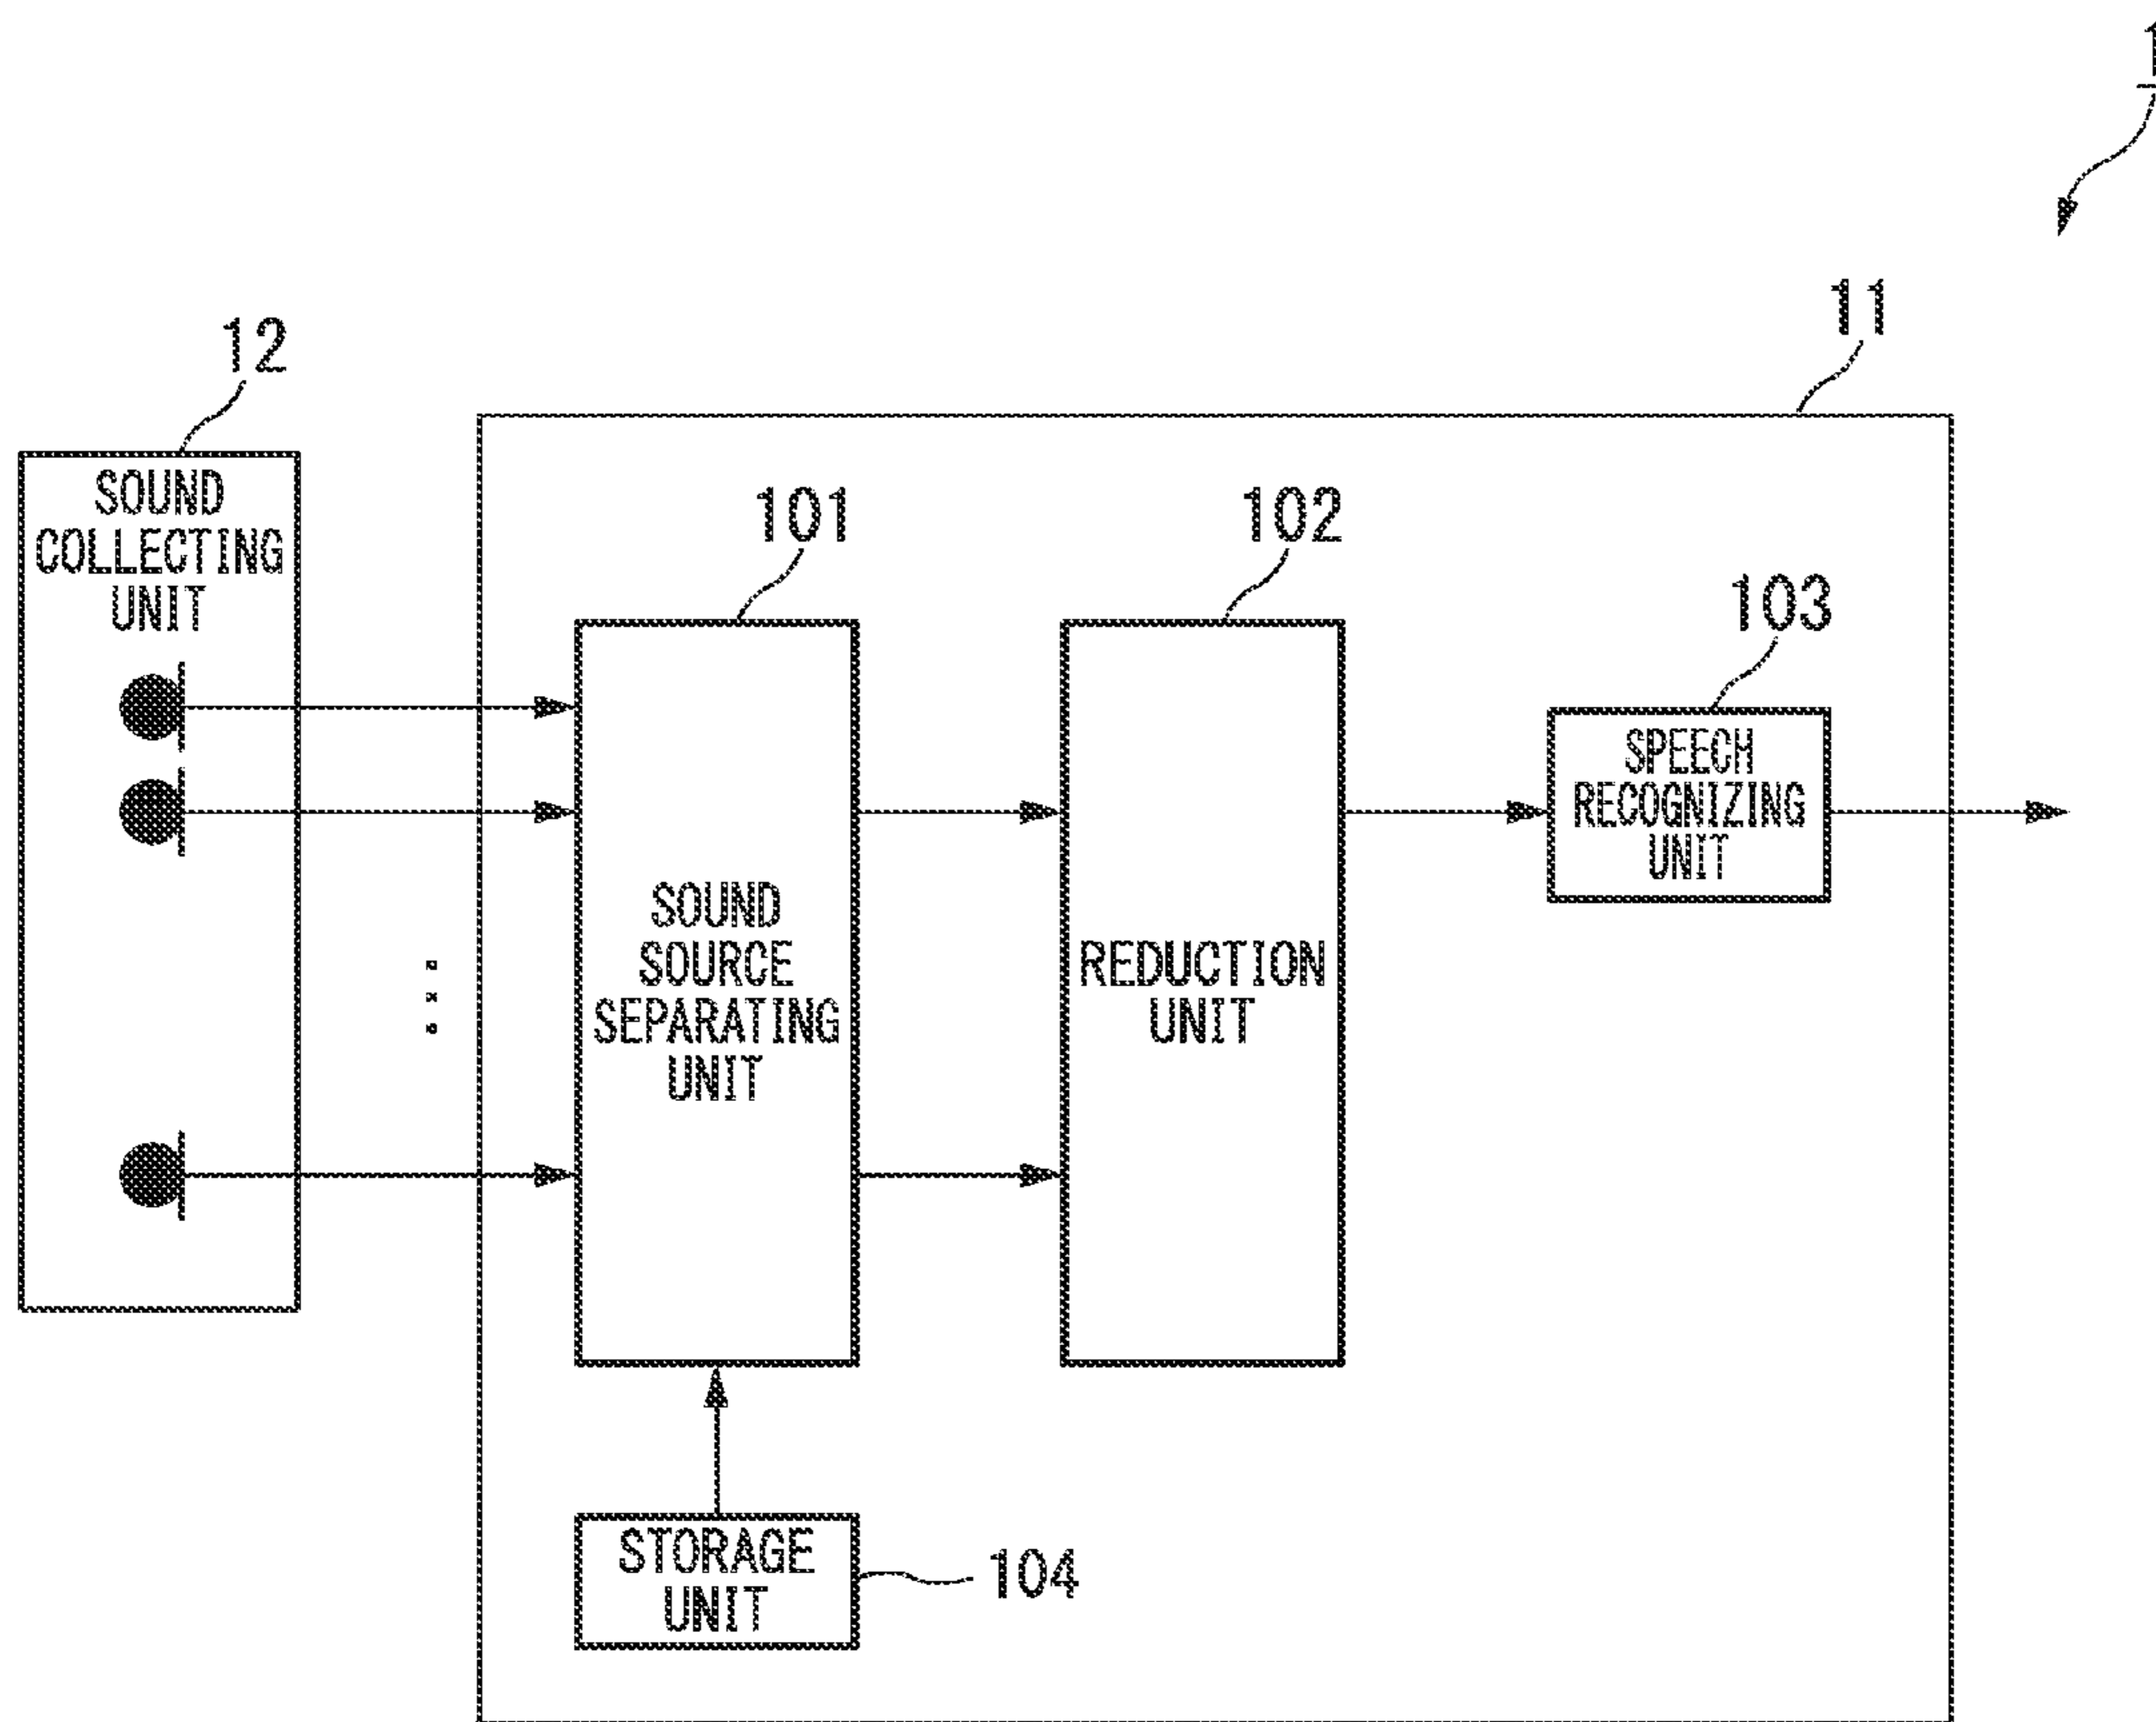 1
11
12
SOUND
COLLECTING
UNIT
101
102
103
SOUND
SOURCE
SEPARATING
UNIT
REDUCTION
UNIT
SPEECH
RECOGNIZING
UNIT
STORAGE
UNIT
104